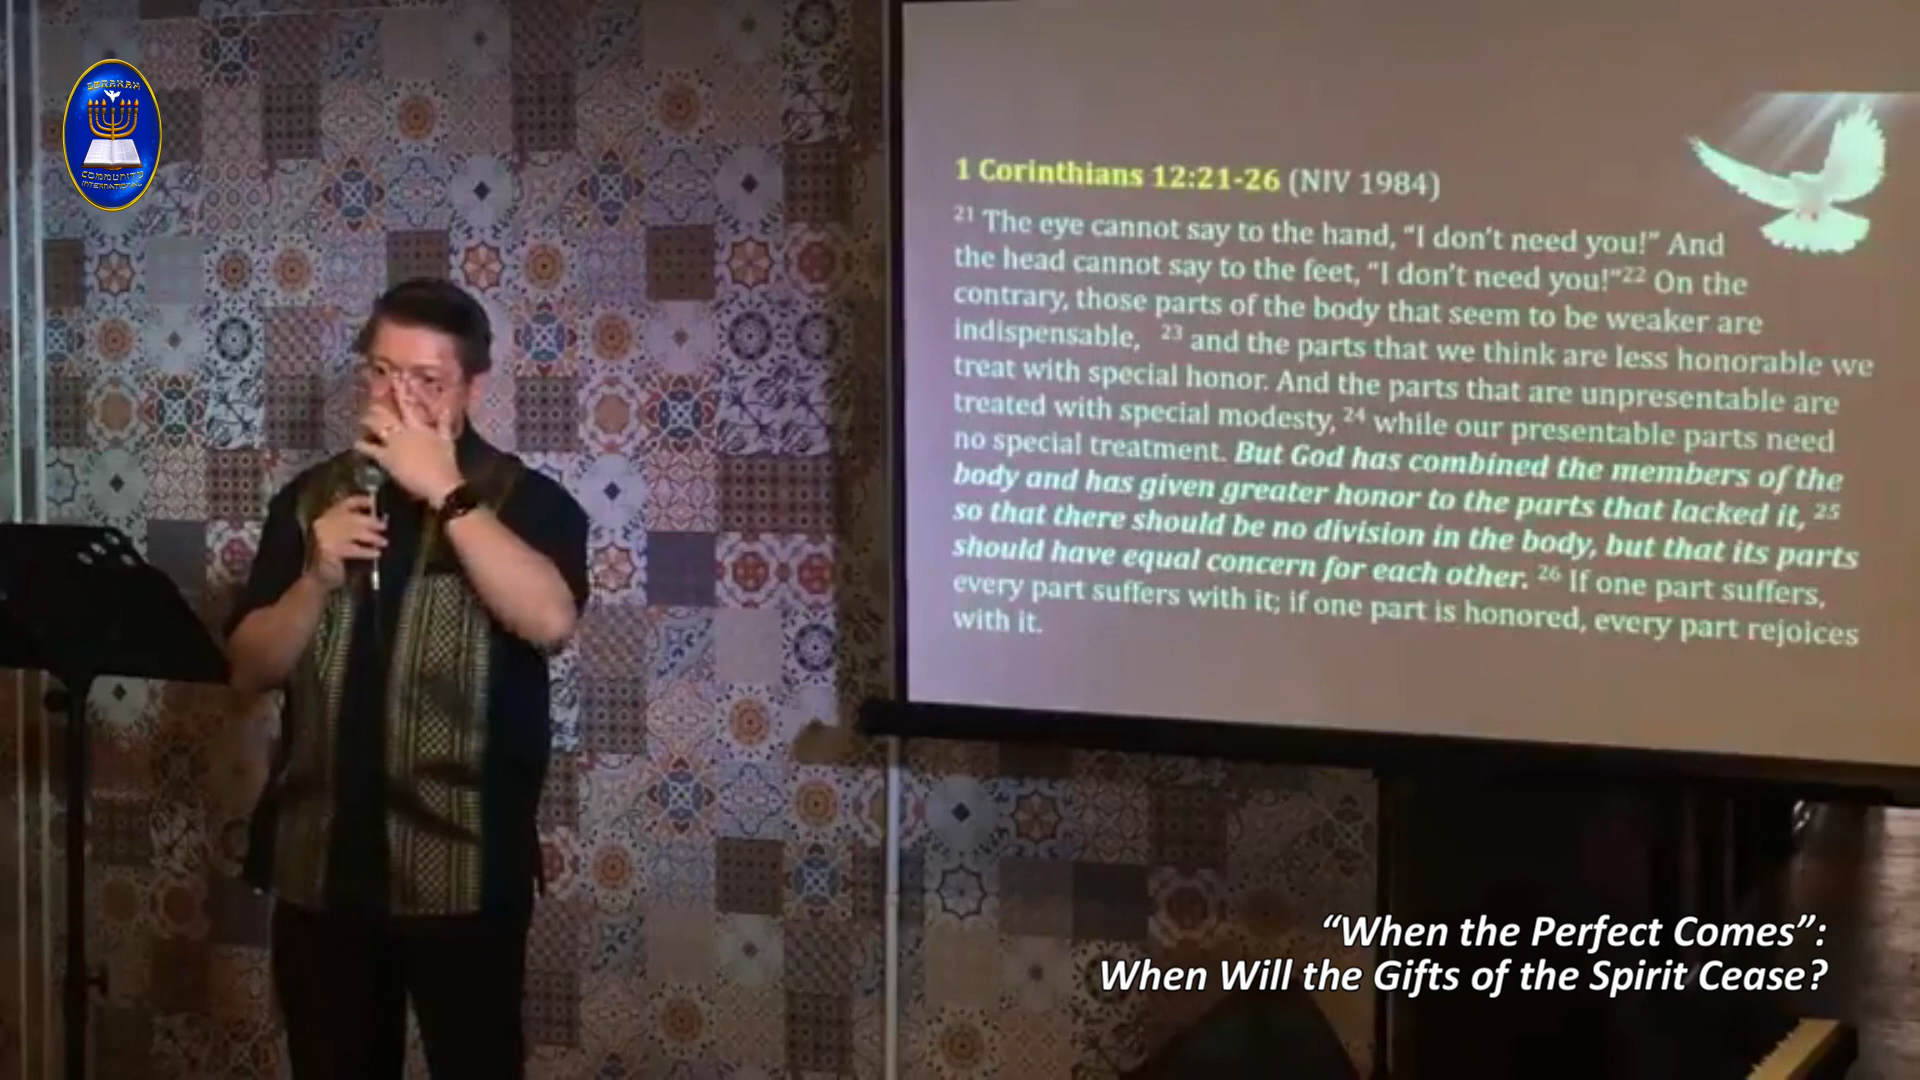 BERAKAH
COMMUNITY
INTERNATIONAL
1 Corinthians 12:21-26 (NIV 1984)
21 The eye cannot say to the hand, “I don’t need you!” And
the head cannot say to the feet, “I don’t need you!”22 On the
contrary, those parts of the body that seem to be weaker are
indispensable, 23 and the parts that we think are less honorable we
treat with special honor. And the parts that are unpresentable are
treated with special modesty, 24 while our presentable parts need
no special treatment. But God has combined the members of the
body and has given greater honor to the parts that lacked it, 25
so that there should be no division in the body, but that its parts
should have equal concern for each other. 26 If one part suffers,
every part suffers with it; if one part is honored, every part rejoices
with it.
“When the Perfect Comes”:
When Will the Gifts of the Spirit Cease?